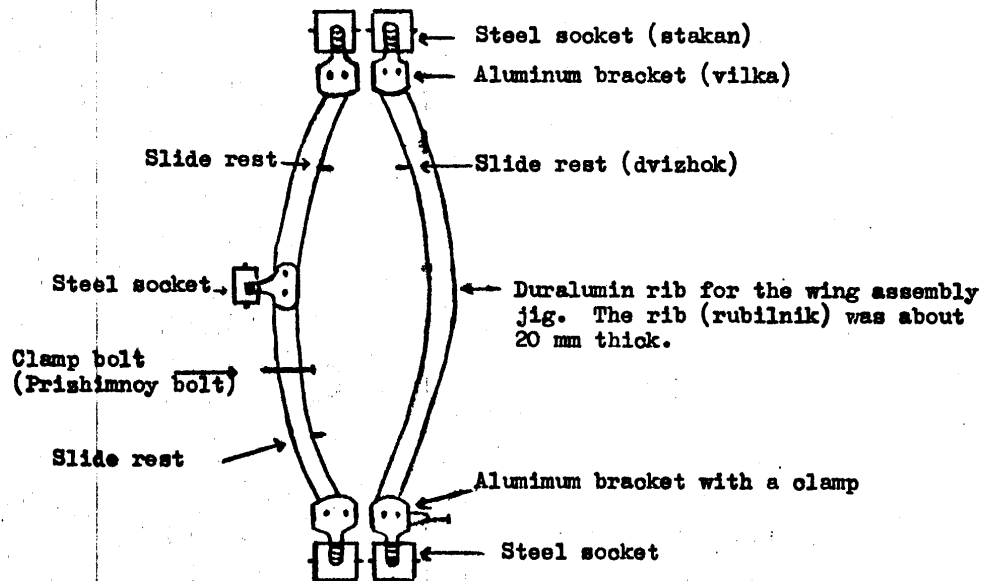 Steel socket (stakan)
Aluminum bracket (vilka)
Slide rest
Slide rest (dvizhok)
Steel socket
Duralumin rib for the wing assembly
jig. The rib (rubilnik) was about
20 mm thick.
Clamp bolt
(Prishimnoy bolt)
Slide rest
Alumimum bracket with a clamp
Steel socket